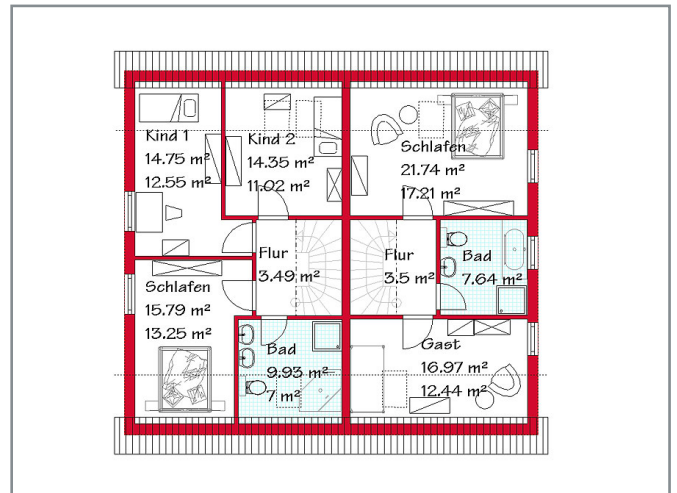 Kind 1
14.75 m²
12.55 m²
Kind 2
14.35 m²
11.02 m²
Schlafen
21.74 m²
17.21 m²
Flur
3.49 m²
Flur
3.5 m²
Bad
7.64 m²
Schlafen
15.79 m²
13.25 m²
Bad
9.93 m²
7 m²
Gast
16.97 m²
12.44 m²